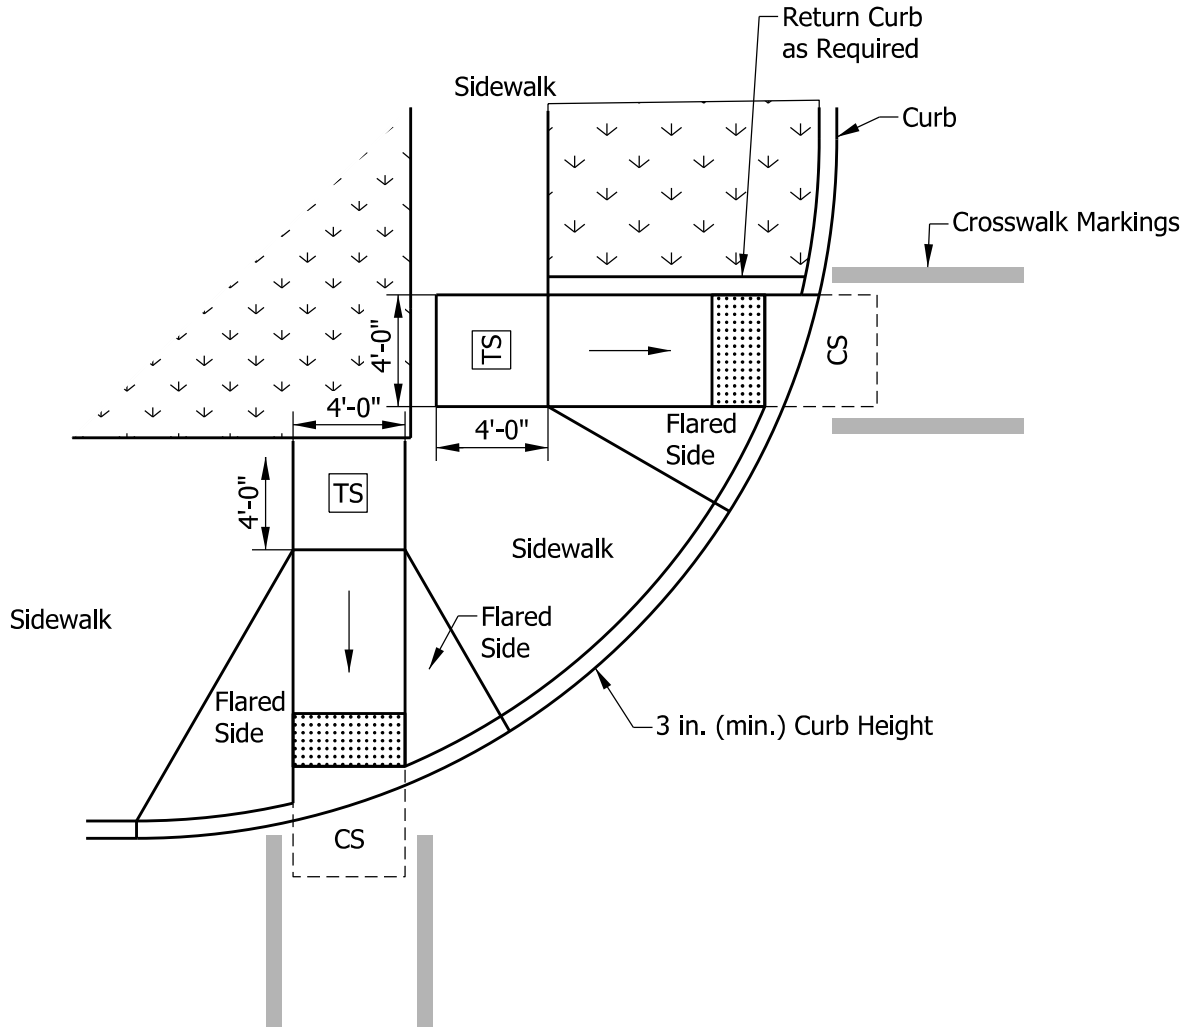 Return Curb
as Required
Sidewalk
Curb
Crosswalk Markings
4'-0"
TS
CS
4'-0"
4'-0"
Flared
Side
4'-0"
TS
Sidewalk
Sidewalk
Flared
Side
Flared
Side
3 in. (min.) Curb Height
CS